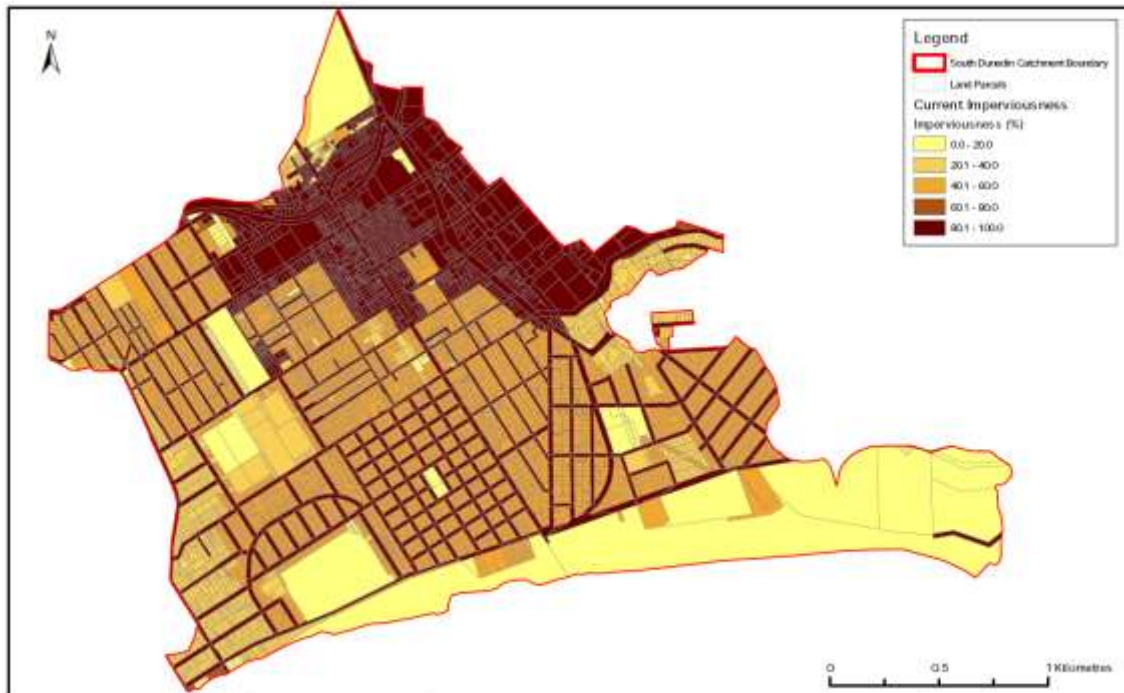 N
Legend
South Dunedin Catchment Boundary
Land Parcels
Current Imperviousness
Imperviousness (%)
0.0 - 20.0
20.1 - 40.0
40.1 - 60.0
60.1 - 80.0
80.1 - 100.0
0 0.5 1 Kilometres